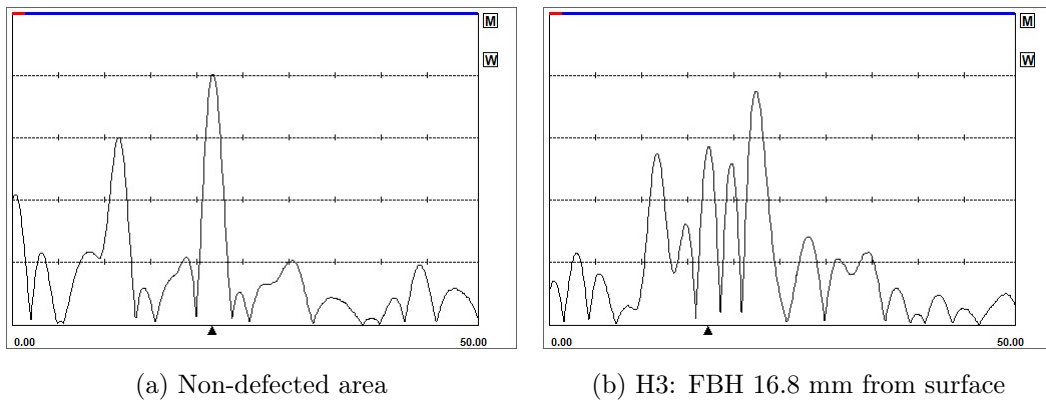 M
W
0.00 50.00
(a) Non-defected area
M
W
0.00 50.00
(b) H3: FBH 16.8 mm from surface